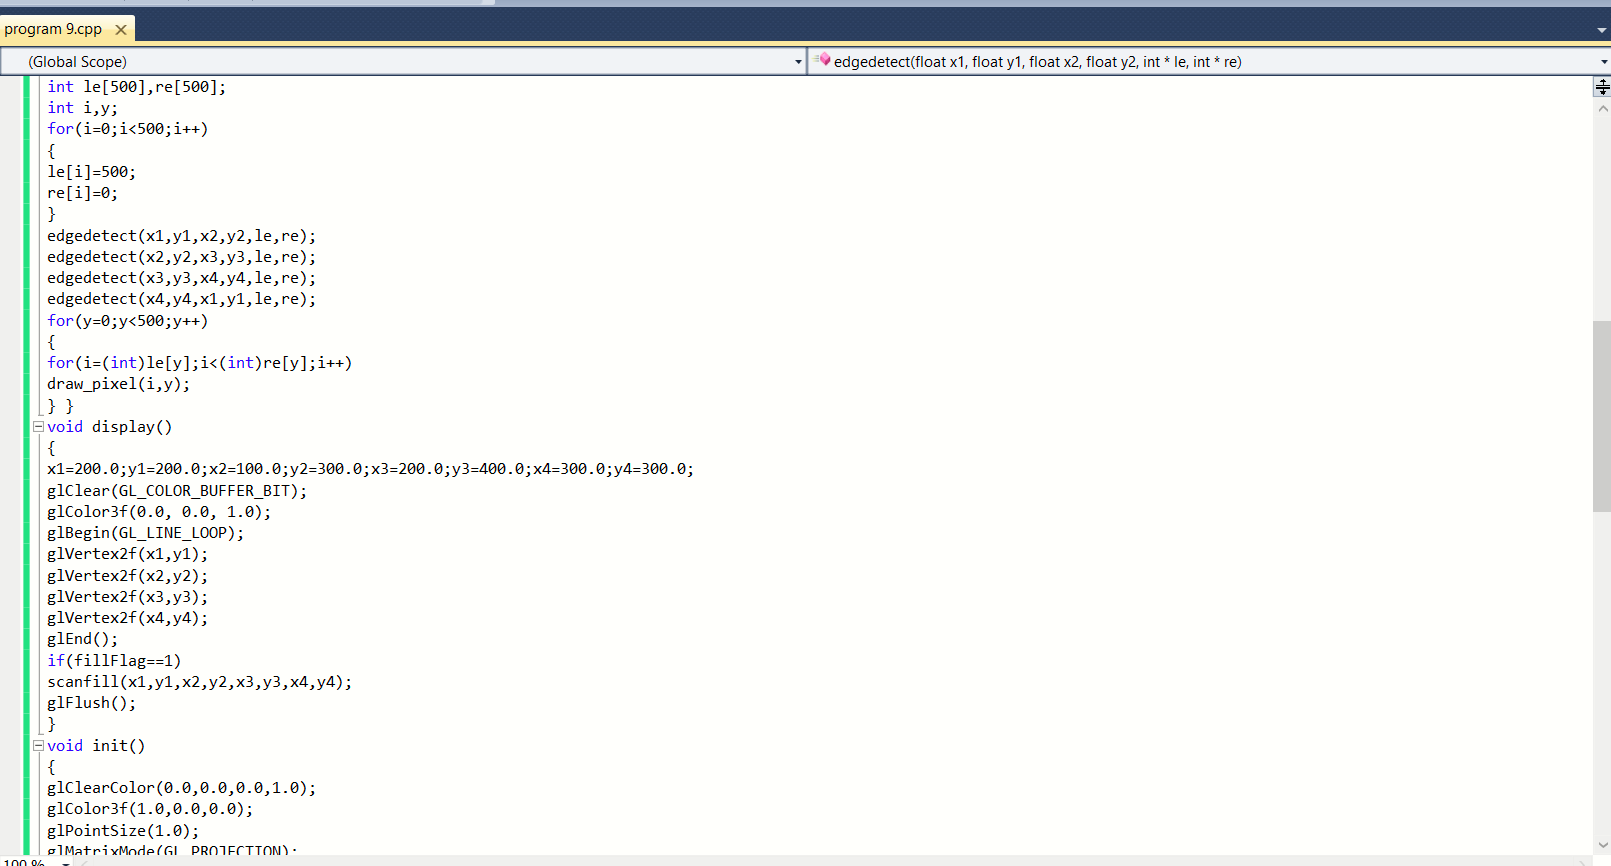 program 9.cpp
(Global Scope)
edgedetect(float x1, float y1, float x2, float y2, int * le, int * re)
int le[500],re[500];
int i,y;
for(i=0;i<500;i++)
{
le[i]=500;
re[i]=0;
}
edgedetect(x1,y1,x2,y2,le,re);
edgedetect(x2,y2,x3,y3,le,re);
edgedetect(x3,y3,x4,y4,le,re);
edgedetect(x4,y4,x1,y1,le,re);
for(y=0;y<500;y++)
{
for(i=(int)le[y];i<(int)re[y];i++)
draw_pixel(i,y);
} }
void display()
{
x1=200.0;y1=200.0;x2=100.0;y2=300.0;x3=200.0;y3=400.0;x4=300.0;y4=300.0;
glClear(GL_COLOR_BUFFER_BIT);
glColor3f(0.0, 0.0, 1.0);
glBegin(GL_LINE_LOOP);
glVertex2f(x1,y1);
glVertex2f(x2,y2);
glVertex2f(x3,y3);
glVertex2f(x4,y4);
glEnd();
if(fillFlag==1)
scanfill(x1,y1,x2,y2,x3,y3,x4,y4);
glFlush();
}
void init()
{
glClearColor(0.0,0.0,0.0,1.0);
glColor3f(1.0,0.0,0.0);
glPointSize(1.0);
glMatrixMode(GL_PROJECTION);
100 %